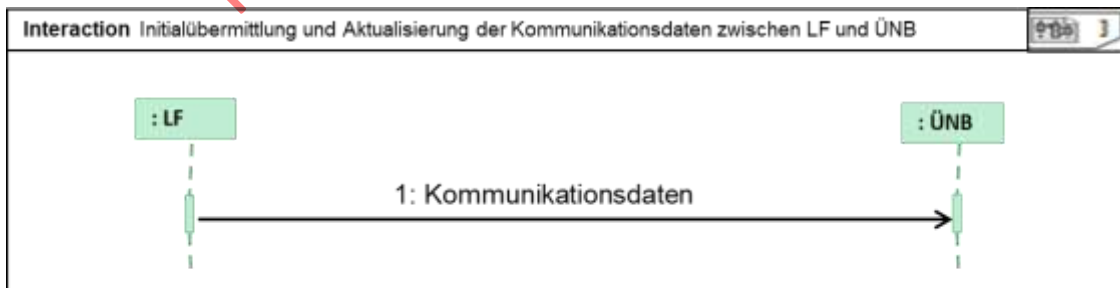 Interaction Initialübermittlung und Aktualisierung der Kommunikationsdaten zwischen LF und ÜNB
: LF
: ÜNB
1: Kommunikationsdaten